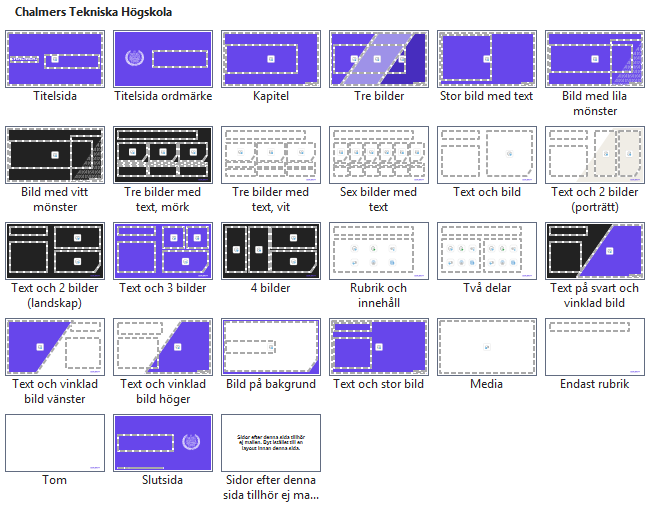 Chalmers Tekniska Högskola
Titelsida
Titelsida ordmärke
Kapitel
Tre bilder
Stor bild med text
Bild med lila
mönster
Bild med vitt
mönster
Tre bilder med
text, mörk
Tre bilder med
text, vit
Sex bilder med
text
Text och bild
Text och 2 bilder
(porträtt)
Text och 2 bilder
(landskap)
Text och 3 bilder
4 bilder
Rubrik och
innehåll
Två delar
Text på svart och
vinklad bild
Text och vinklad
bild vänster
Text och vinklad
bild höger
Bild på bakgrund
Text och stor bild
Media
Endast rubrik
Sidor efter denna sida tillhör
ej mallen. Byt istället till en
layout innan denna sida.
Tom
Slutsida
Sidor efter denna
sida tillhör ej ma...